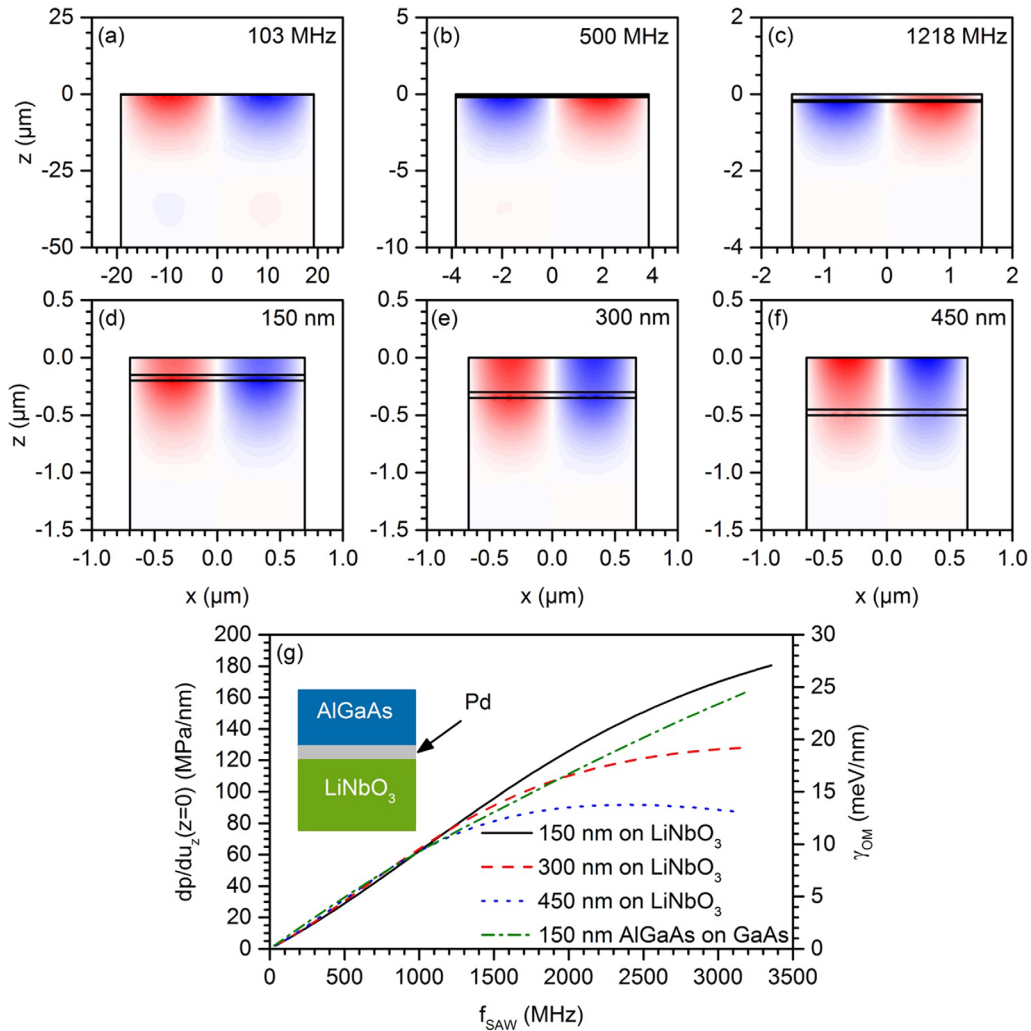 (a) 103 MHz
(b) 500 MHz
(c) 1218 MHz
25
0
-25
-50
z (µm)
-20 -10 0 10 20
5
0
-5
-10
-4 -2 0 2 4
2
0
-2
-4
-2 -1 0 1 2
(d) 150 nm
(e) 300 nm
(f) 450 nm
0.5
0.0
-0.5
-1.0
-1.5
z (µm)
-1.0 -0.5 0.0 0.5 1.0
x (µm)
0.5
0.0
-0.5
-1.0
-1.5
-1.0 -0.5 0.0 0.5 1.0
x (µm)
0.5
0.0
-0.5
-1.0
-1.5
-1.0 -0.5 0.0 0.5 1.0
x (µm)
(g)
200
180
160
140
120
100
80
60
40
20
0
dp/du_z(z=0) (MPa/nm)
AlGaAs
Pd
LiNbO₃
150 nm on LiNbO₃
300 nm on LiNbO₃
450 nm on LiNbO₃
150 nm AlGaAs on GaAs
30
25
20
15
10
5
0
γ_OM (meV/nm)
0 500 1000 1500 2000 2500 3000 3500
f_SAW (MHz)